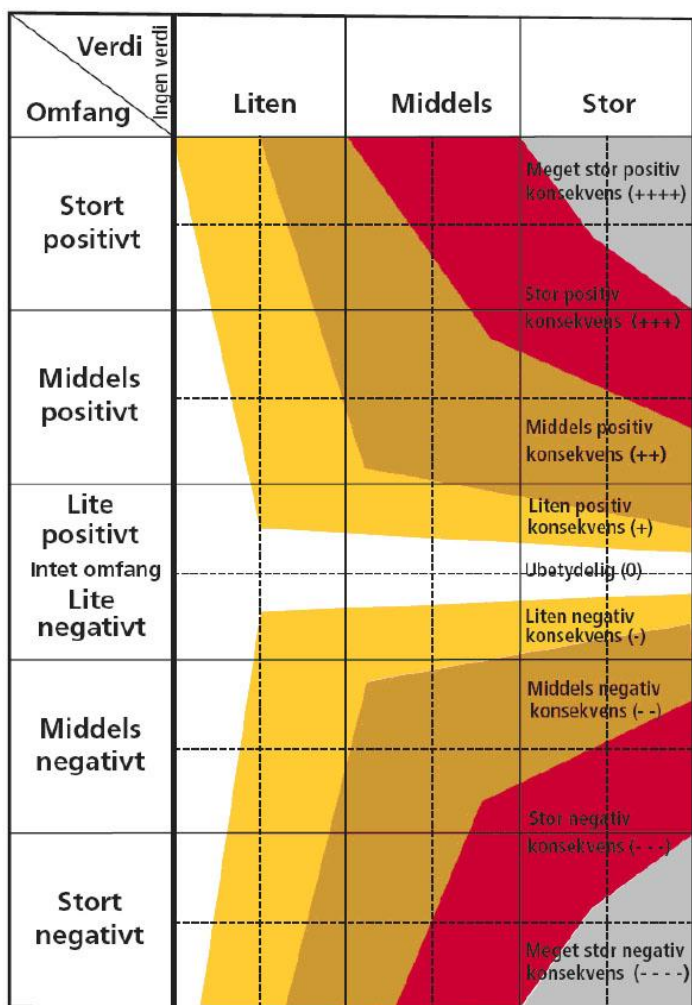 Verdi
Omfang
Ingen verdi
Liten
Middels
Stor
Stort
positivt
Meget stor positiv
konsekvens (++++)
Stor positiv
konsekvens (+++)
Middels
positivt
Middels positiv
konsekvens (++)
Lite
positivt
Liten positiv
konsekvens (+)
Intet omfang
Ubetydelig (0)
Lite
negativt
Liten negativ
konsekvens (-)
Middels
negativt
Middels negativ
konsekvens (- -)
Stor negativ
konsekvens (- - -)
Stort
negativt
Meget stor negativ
konsekvens (- - - -)